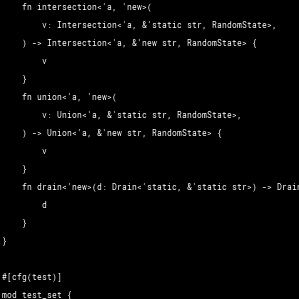 fn intersection<'a, 'new>(
v: Intersection<'a, &'static str, RandomState>,
) -> Intersection<'a, &'new str, RandomState> {
v
}
fn union<'a, 'new>(
v: Union<'a, &'static str, RandomState>,
) -> Union<'a, &'new str, RandomState> {
v
}
fn drain<'new>(d: Drain<'static, &'static str>) -> Drain
d
}
}
#[cfg(test)]
mod test_set {